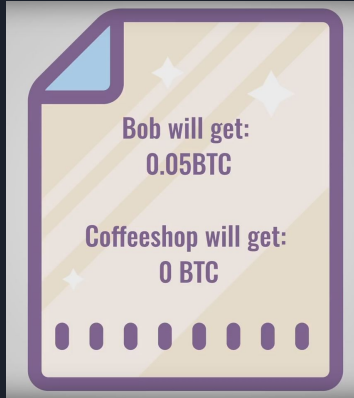 Bob will get:
0.05BTC
Coffeeshop will get:
0 BTC